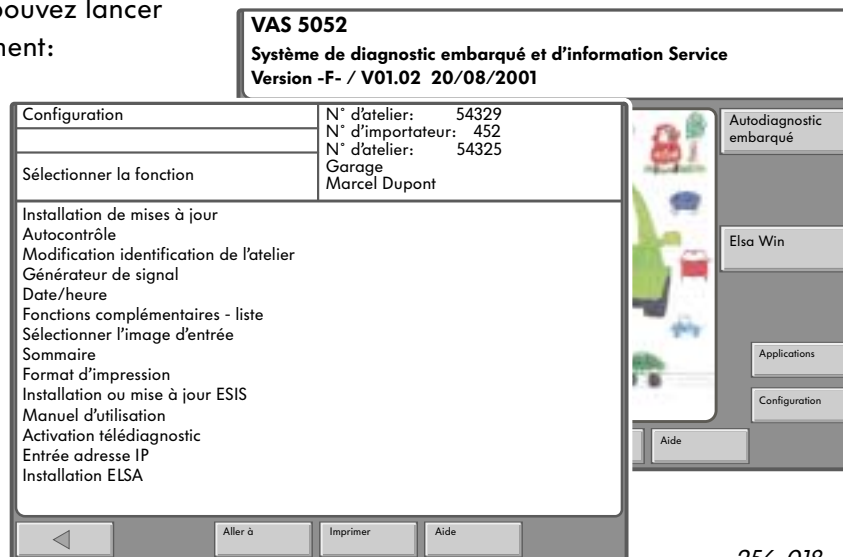 pouvez lancer
ment:
VAS 5052
Système de diagnostic embarqué et d'information Service
Version -F- / V01.02 20/08/2001
Configuration
N° d'atelier: 54329
N° d'importateur: 452
N° d'atelier: 54325
Sélectionner la fonction
Garage
Marcel Dupont
Installation de mises à jour
Autocontrôle
Modification identification de l'atelier
Générateur de signal
Date/heure
Fonctions complémentaires - liste
Sélectionner l'image d'entrée
Sommaire
Format d'impression
Installation ou mise à jour ESIS
Manuel d'utilisation
Activation télédiagnostic
Entrée adresse IP
Installation ELSA
Aller à
Imprimer
Aide
Autodiagnostic
embarqué
Elsa Win
Applications
Configuration
Aide
256_018